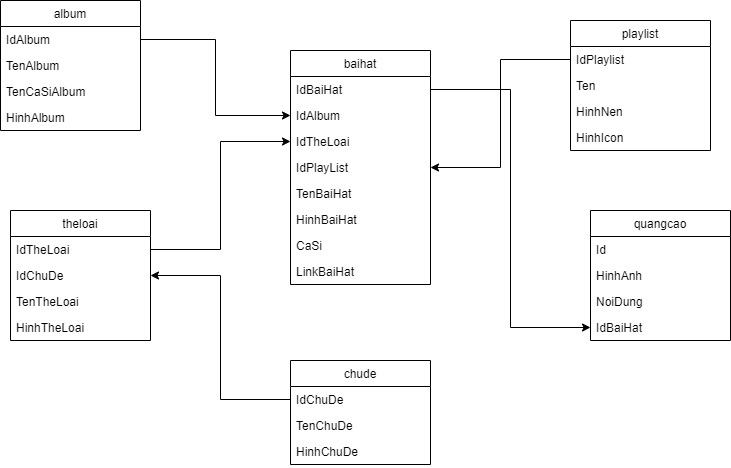 album
IdAlbum
TenAlbum
TenCaSiAlbum
HinhAlbum
baihat
IdBaiHat
IdAlbum
IdTheLoai
IdPlayList
TenBaiHat
HinhBaiHat
CaSi
LinkBaiHat
playlist
IdPlaylist
Ten
HinhNen
HinhIcon
theloai
IdTheLoai
IdChuDe
TenTheLoai
HinhTheLoai
quangcao
Id
HinhAnh
NoiDung
IdBaiHat
chude
IdChuDe
TenChuDe
HinhChuDe